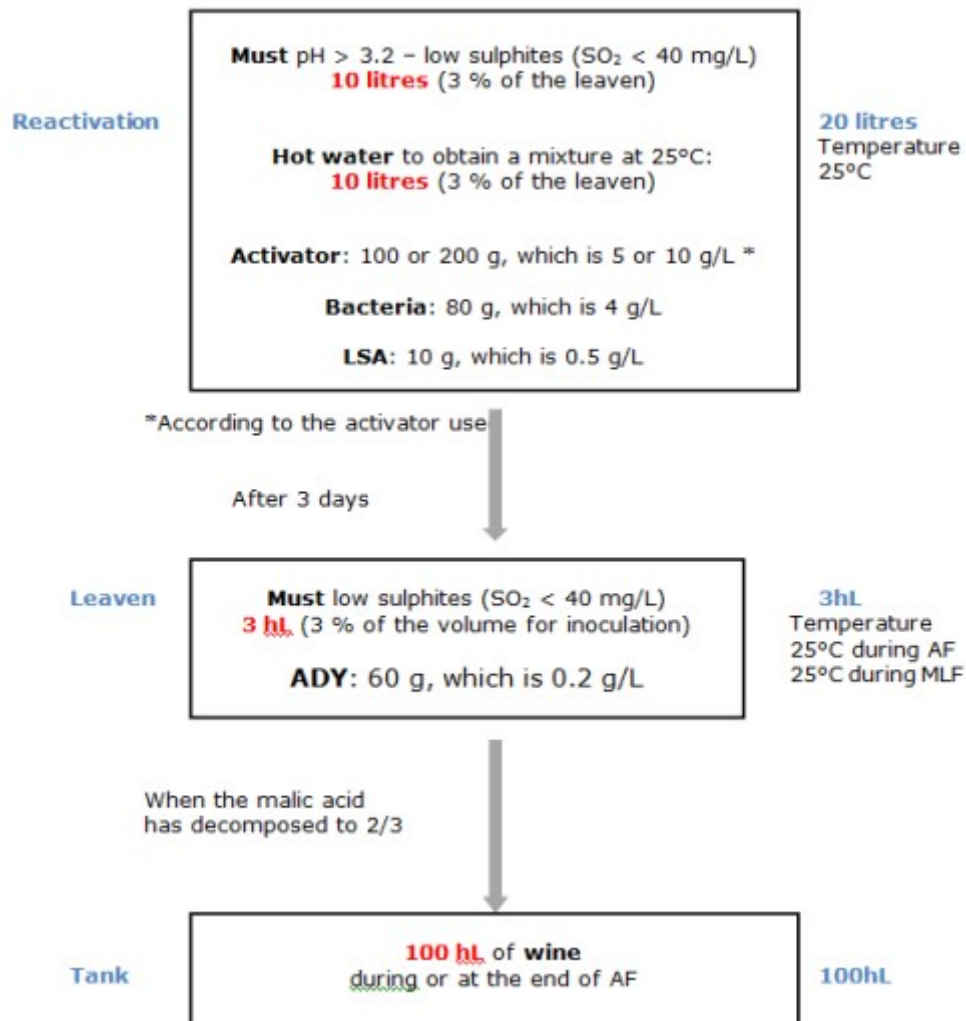 Must pH > 3.2 – low sulphites (SO₂ < 40 mg/L)
10 litres (3 % of the leaven)
Reactivation
20 litres
Temperature
25ºC
Hot water to obtain a mixture at 25ºC:
10 litres (3 % of the leaven)
Activator: 100 or 200 g, which is 5 or 10 g/L *
Bacteria: 80 g, which is 4 g/L
LSA: 10 g, which is 0.5 g/L
*According to the activator use
After 3 days
Leaven
Must low sulphites (SO₂ < 40 mg/L)
3 hL (3 % of the volume for inoculation)
ADY: 60 g, which is 0.2 g/L
3hL
Temperature
25ºC during AF
25ºC during MLF
When the malic acid
has decomposed to 2/3
Tank
100 hL of wine
during or at the end of AF
100hL